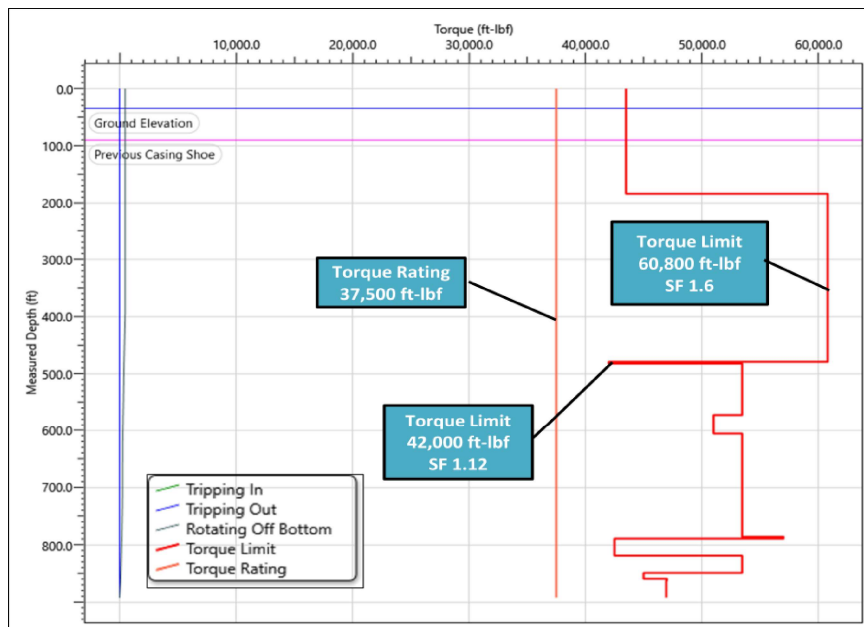 Torque (ft-lbf)
10,000.0 20,000.0 30,000.0 40,000.0 50,000.0 60,000.0
Measured Depth (ft)
0.0
100.0
200.0
300.0
400.0
500.0
600.0
700.0
800.0
Ground Elevation
Previous Casing Shoe
Torque Limit
60,800 ft-lbf
SF 1.6
Torque Rating
37,500 ft-lbf
Torque Limit
42,000 ft-lbf
SF 1.12
Tripping In
Tripping Out
Rotating Off Bottom
Torque Limit
Torque Rating